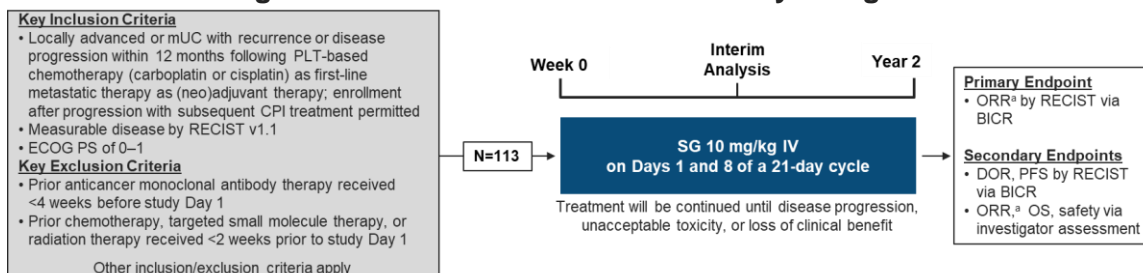 Key Inclusion Criteria
• Locally advanced or mUC with recurrence or disease
progression within 12 months following PLT-based
chemotherapy (carboplatin or cisplatin) as first-line
metastatic therapy as (neo)adjuvant therapy; enrollment
after progression with subsequent CPI treatment permitted
• Measurable disease by RECIST v1.1
• ECOG PS of 0–1
Key Exclusion Criteria
• Prior anticancer monoclonal antibody therapy received
<4 weeks before study Day 1
• Prior chemotherapy, targeted small molecule therapy, or
radiation therapy received <2 weeks prior to study Day 1
Other inclusion/exclusion criteria apply
N=113
Week 0
Interim
Analysis
Year 2
SG 10 mg/kg IV
on Days 1 and 8 of a 21-day cycle
Treatment will be continued until disease progression,
unacceptable toxicity, or loss of clinical benefit
Primary Endpoint
• ORRᵃ by RECIST via
BICR
Secondary Endpoints
• DOR, PFS by RECIST
via BICR
• ORR,ᵃ OS, safety via
investigator assessment